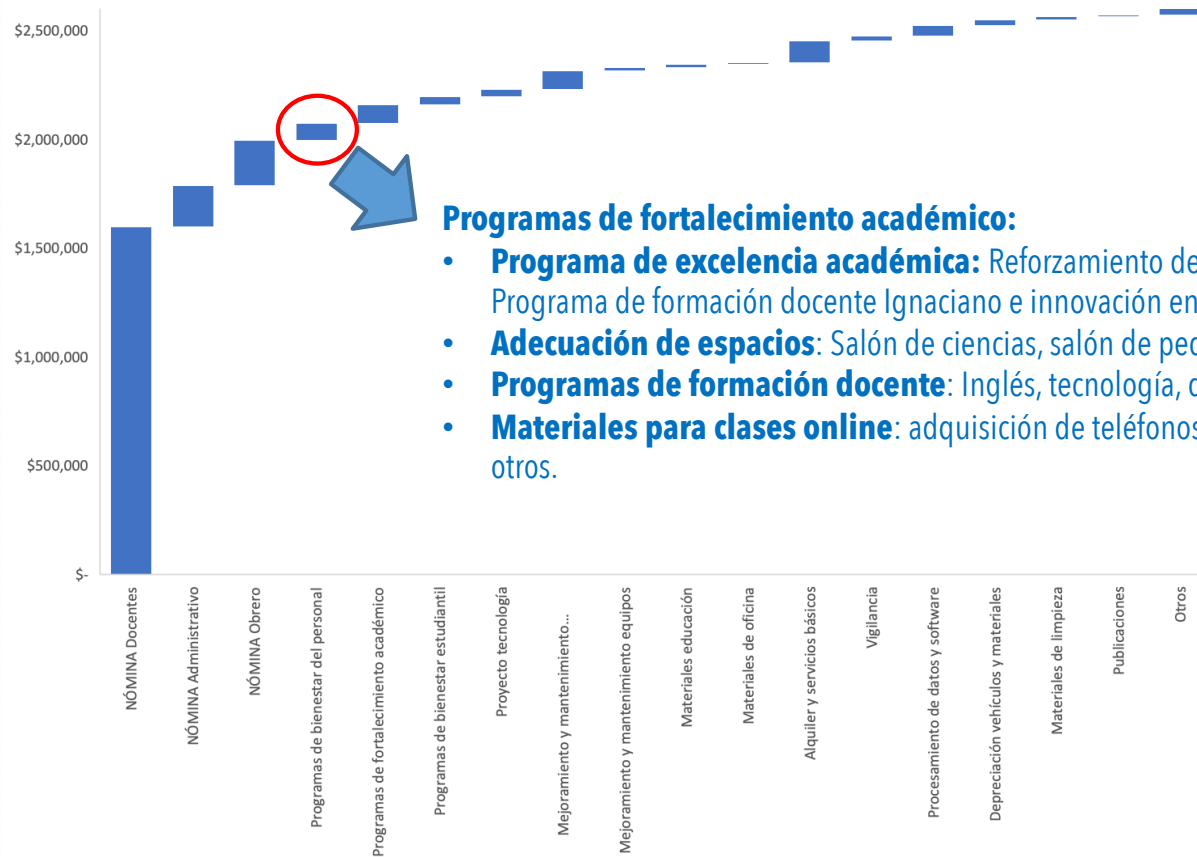 $2,500,000
$2,000,000
$1,500,000
$1,000,000
$500,000
$-
Programas de fortalecimiento académico:
• Programa de excelencia académica: Reforzamiento de
Programa de formación docente Ignaciano e innovación en
• Adecuación de espacios: Salón de ciencias, salón de
• Programas de formación docente: Inglés, tecnología,
• Materiales para clases online: adquisición de teléfonos
otros.
NÓMINA Docentes
NÓMINA Administrativo
NÓMINA Obrero
Programas de bienestar del personal
Programas de fortalecimiento académico
Programas de bienestar estudiantil
Proyecto tecnología
Mejoramiento y mantenimiento...
Mejoramiento y mantenimiento equipos
Materiales educación
Materiales de oficina
Alquiler y servicios básicos
Vigilancia
Procesamiento de datos y software
Depreciación vehículos y materiales
Materiales de limpieza
Publicaciones
Otros